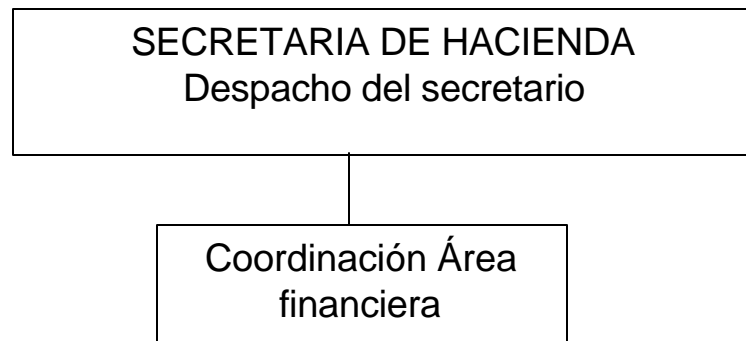 SECRETARIA DE HACIENDA
Despacho del secretario
Coordinación Área
financiera